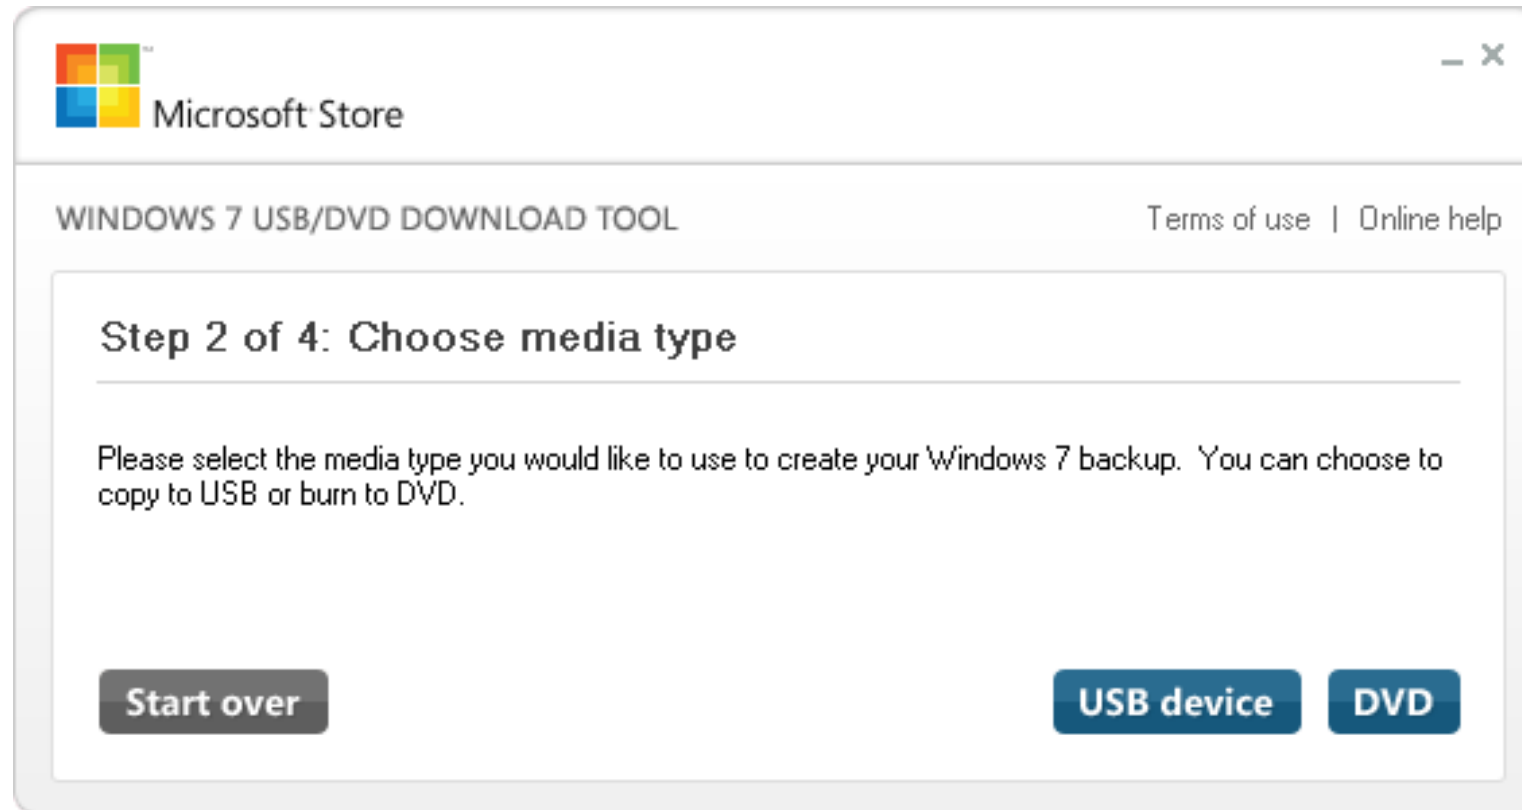 Microsoft Store
WINDOWS 7 USB/DVD DOWNLOAD TOOL
Terms of use | Online help
Step 2 of 4: Choose media type
Please select the media type you would like to use to create your Windows 7 backup.  You can choose to
copy to USB or burn to DVD.
Start over
USB device
DVD